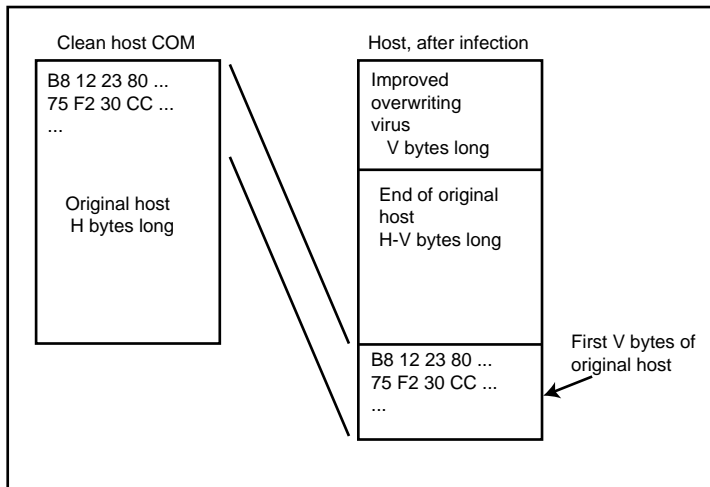 Clean host COM
B8 12 23 80 ...
75 F2 30 CC ...
...
Original host
H bytes long
Host, after infection
Improved
overwriting
virus
V bytes long
End of original
host
H-V bytes long
B8 12 23 80 ...
75 F2 30 CC ...
...
First V bytes of
original host